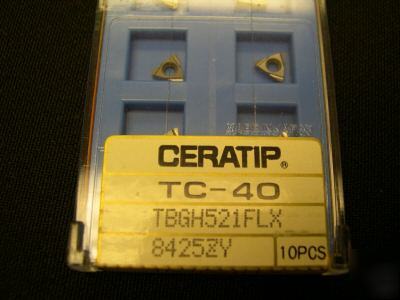 CERATIP®
TC-40
TBGH521FLX
8425ZY
10PCS